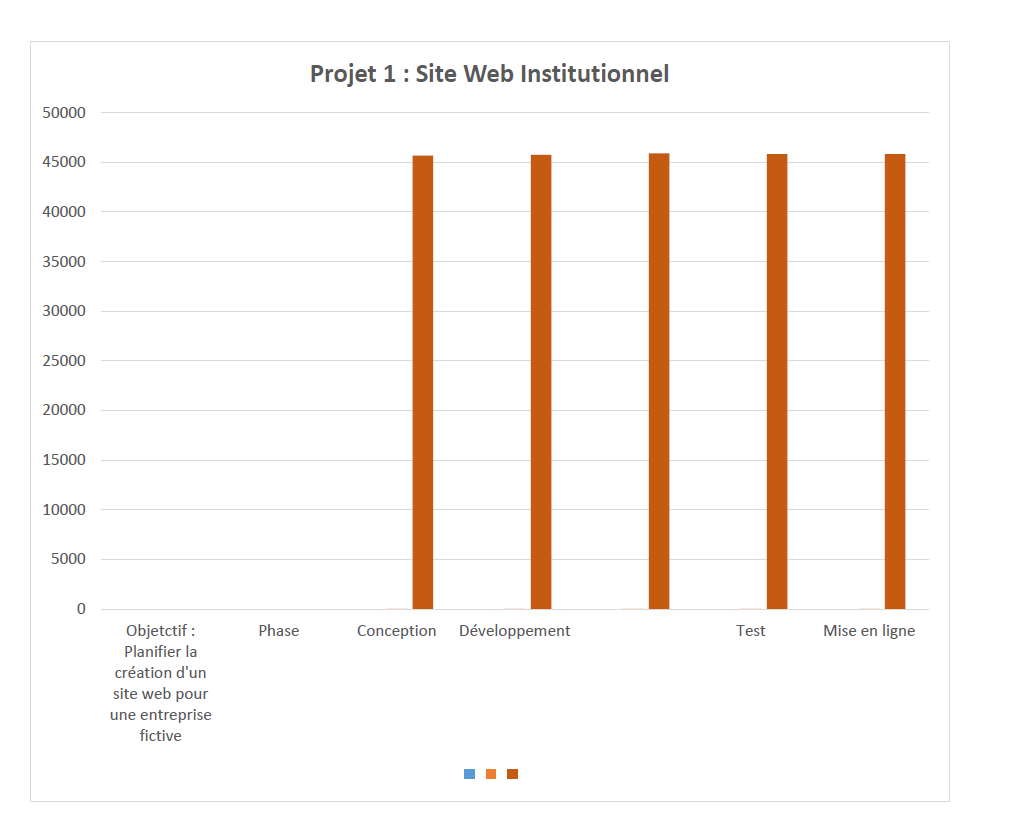 Projet 1 : Site Web Institutionnel
50000
45000
40000
35000
30000
25000
20000
15000
10000
5000
0
Objetctif :
Planifier la
création d'un
site web pour
une entreprise
fictive
Phase
Conception
Développement
Test
Mise en ligne